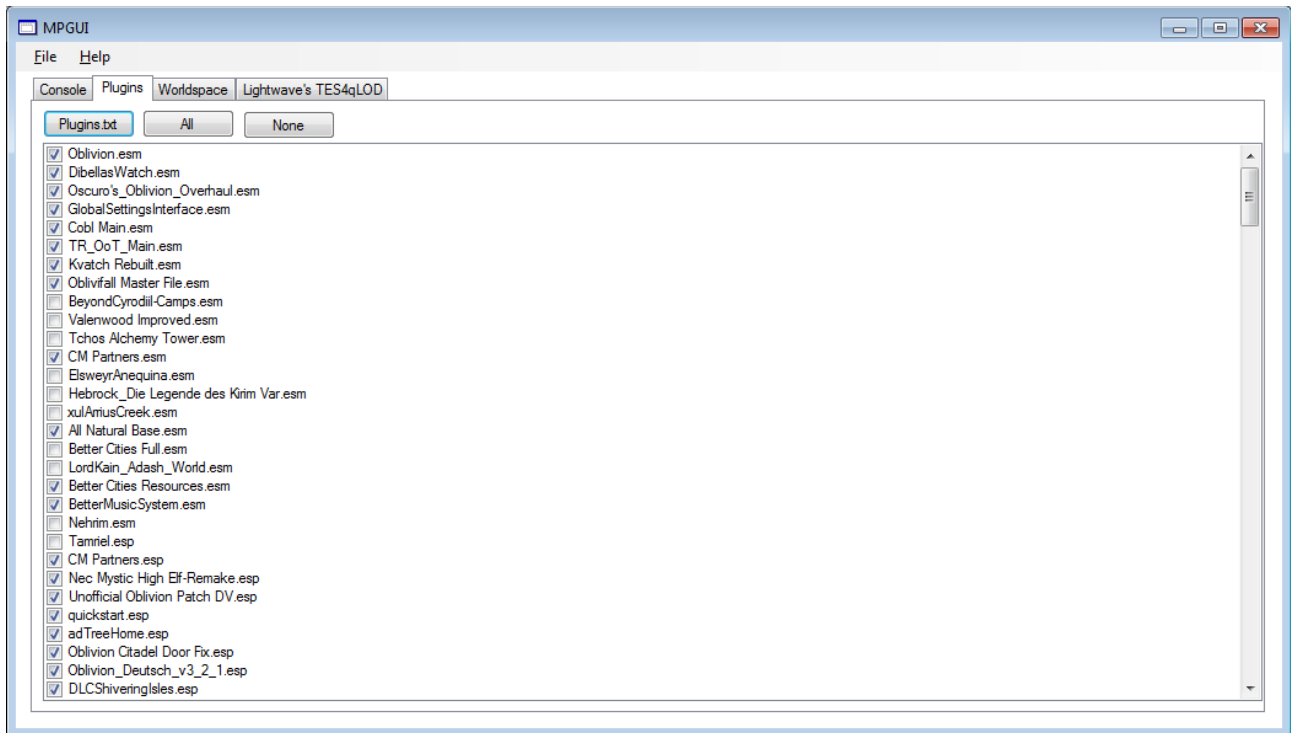 MPGUI
File Help
Console Plugins Worldspace Lightwave's TES4qLOD
Plugins.txt All None
Oblivion.esm
DibellasWatch.esm
Oscuro's_Oblivion_Overhaul.esm
GlobalSettingsInterface.esm
Cobl Main.esm
TR_OoT_Main.esm
Kvatch Rebuilt.esm
Oblivifall Master File.esm
BeyondCyrodiil-Camps.esm
Valenwood Improved.esm
Tchos Alchemy Tower.esm
CM Partners.esm
ElsweyrAnequina.esm
Hebrock_Die Legende des Kirim Var.esm
xulArriusCreek.esm
All Natural Base.esm
Better Cities Full.esm
LordKain_Adash_World.esm
Better Cities Resources.esm
BetterMusicSystem.esm
Nehrim.esm
Tamriel.esp
CM Partners.esp
Nec Mystic High Elf-Remake.esp
Unofficial Oblivion Patch DV.esp
quickstart.esp
adTreeHome.esp
Oblivion Citadel Door Fix.esp
Oblivion_Deutsch_v3_2_1.esp
DLCShiveringIsles.esp